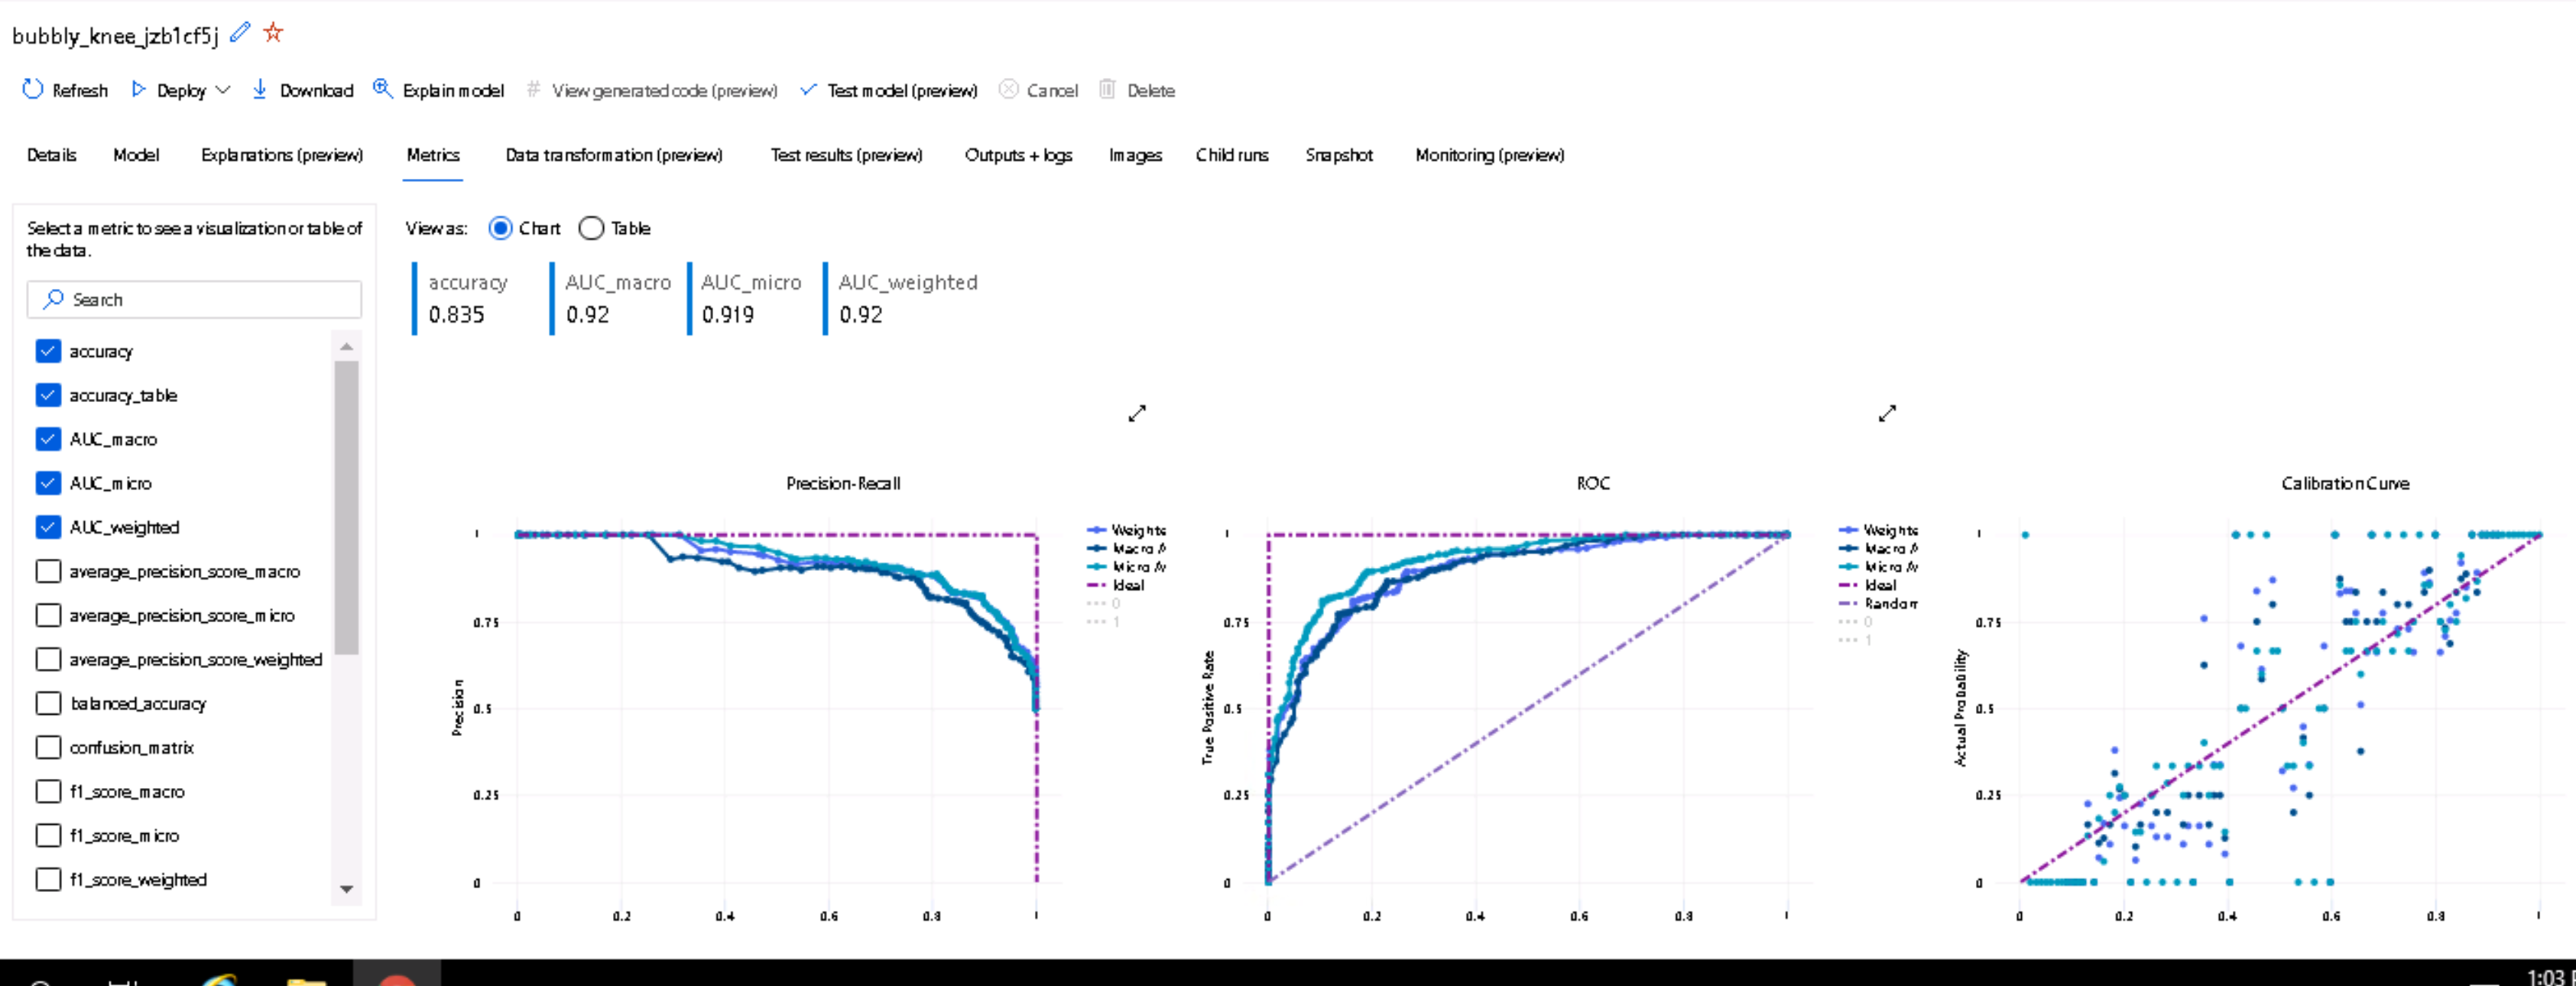 bubbly_knee_jzb1cf5j
Refresh Deploy Download Explain model # View generated code (preview) Test model (preview) Cancel Delete
Details Model Explanations (preview) Metrics Data transformation (preview) Test results (preview) Outputs + logs Images Child runs Snapshot Monitoring (preview)
Select a metric to see a visualization or table of
the data.
Search
accuracy
accuracy_table
AUC_macro
AUC_micro
AUC_weighted
average_precision_score_macro
average_precision_score_micro
average_precision_score_weighted
balanced_accuracy
confusion_matrix
f1_score_macro
f1_score_micro
f1_score_weighted
View as: Chart Table
accuracy AUC_macro AUC_micro AUC_weighted
0.835 0.92 0.919 0.92
Precision-Recall
1
0.75
0.5
0.25
0
Precision
0 0.2 0.4 0.6 0.8 1
Weighte
Macro A
Micro Av
Ideal
0
1
ROC
1
0.75
0.5
0.25
0
True Positive Rate
0 0.2 0.4 0.6 0.8 1
Weighte
Macro A
Micro Av
Ideal
Random
0
1
Calibration Curve
1
0.75
0.5
0.25
0
Actual Probability
0 0.2 0.4 0.6 0.8 1
1:03